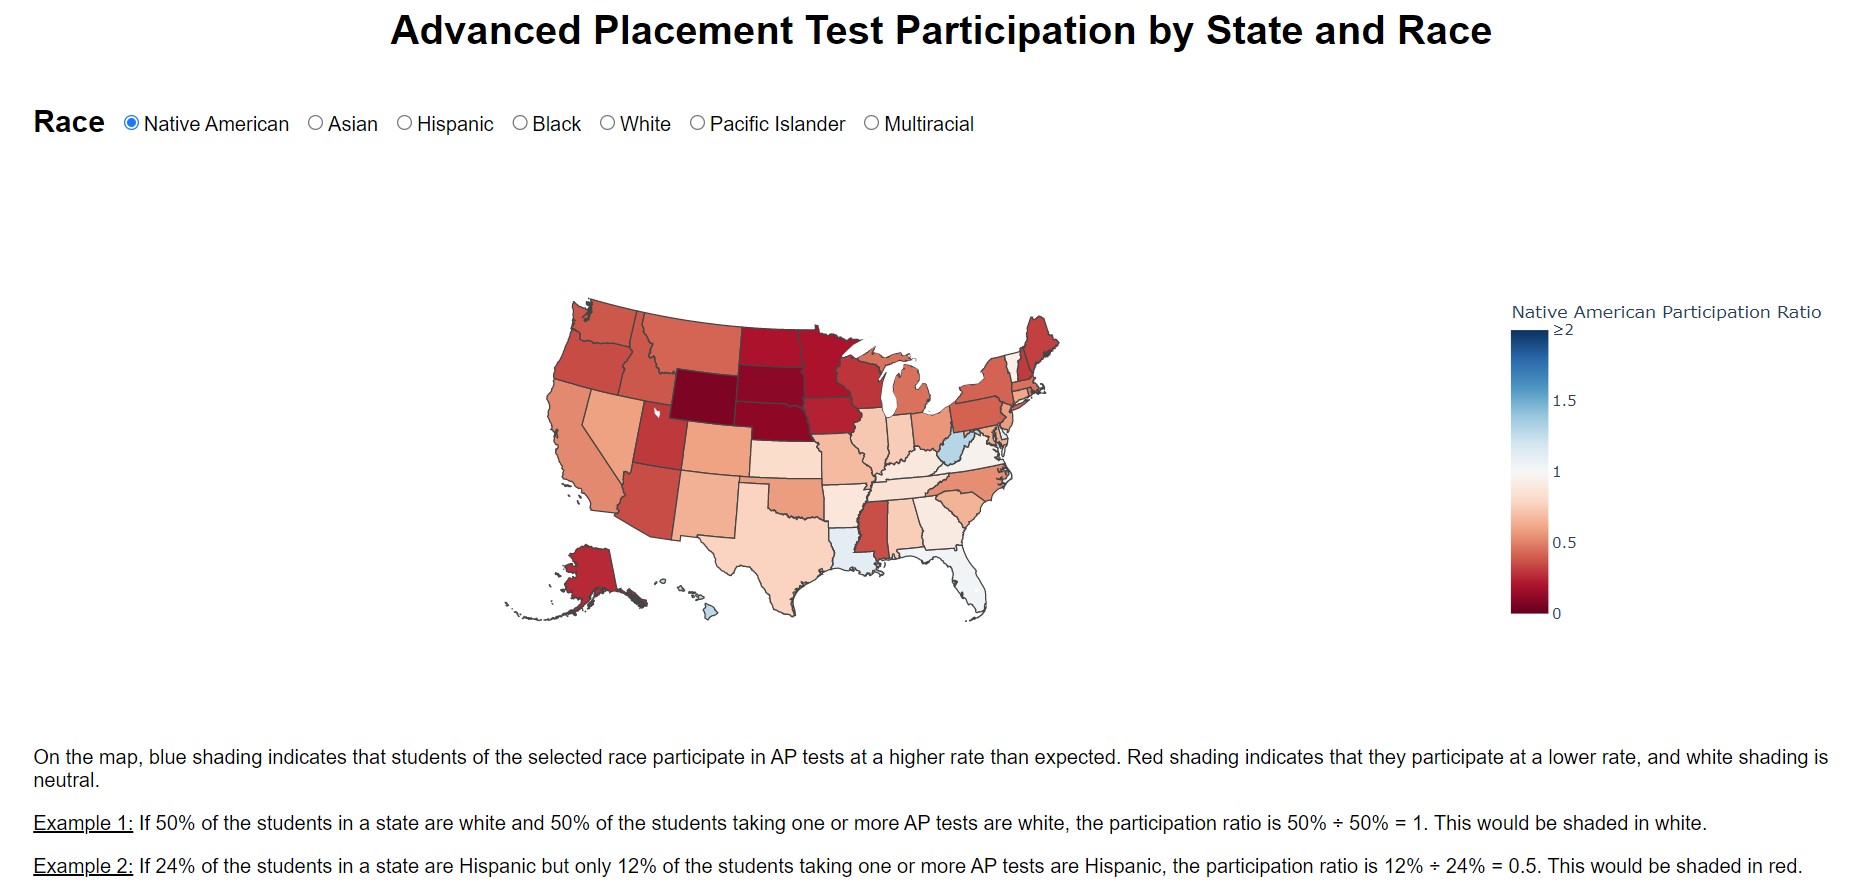 Advanced Placement Test Participation by State and Race
Race Native American Asian Hispanic Black White Pacific Islander Multiracial
Native American Participation Ratio
≥2
1.5
1
0.5
0
On the map, blue shading indicates that students of the selected race participate in AP tests at a higher rate than expected. Red shading indicates that they participate at a lower rate, and white shading is
neutral.
Example 1: If 50% of the students in a state are white and 50% of the students taking one or more AP tests are white, the participation ratio is 50% ÷ 50% = 1. This would be shaded in white.
Example 2: If 24% of the students in a state are Hispanic but only 12% of the students taking one or more AP tests are Hispanic, the participation ratio is 12% ÷ 24% = 0.5. This would be shaded in red.